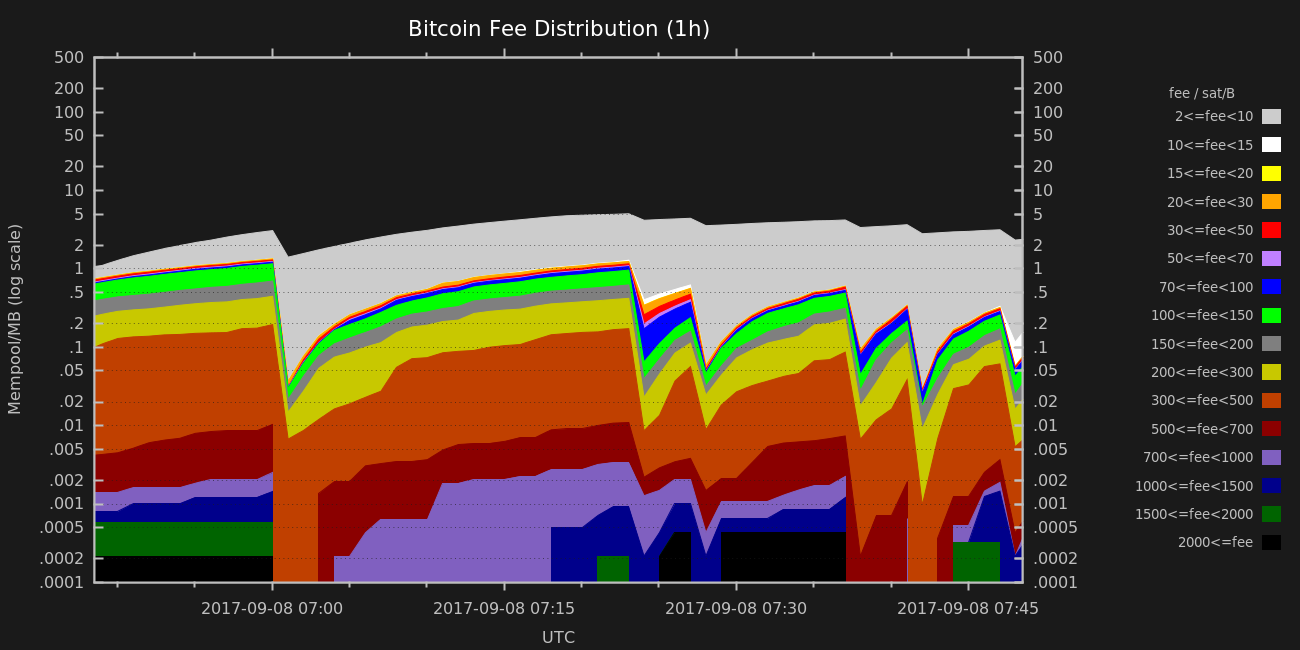 Bitcoin Fee Distribution (1h)
500 500
200 200
100 100
50 50
20 20
10 10
5 5
2 2
1 1
.5 .5
.2 .2
.1 .1
.05 .05
.02 .02
.01 .01
.005 .005
.002 .002
.001 .001
.0005 .0005
.0002 .0002
.0001 .0001
Mempool/MB (log scale)
2017-09-08 07:00 2017-09-08 07:15 2017-09-08 07:30 2017-09-08 07:45
UTC
fee / sat/B
2<=fee<10
10<=fee<15
15<=fee<20
20<=fee<30
30<=fee<50
50<=fee<70
70<=fee<100
100<=fee<150
150<=fee<200
200<=fee<300
300<=fee<500
500<=fee<700
700<=fee<1000
1000<=fee<1500
1500<=fee<2000
2000<=fee